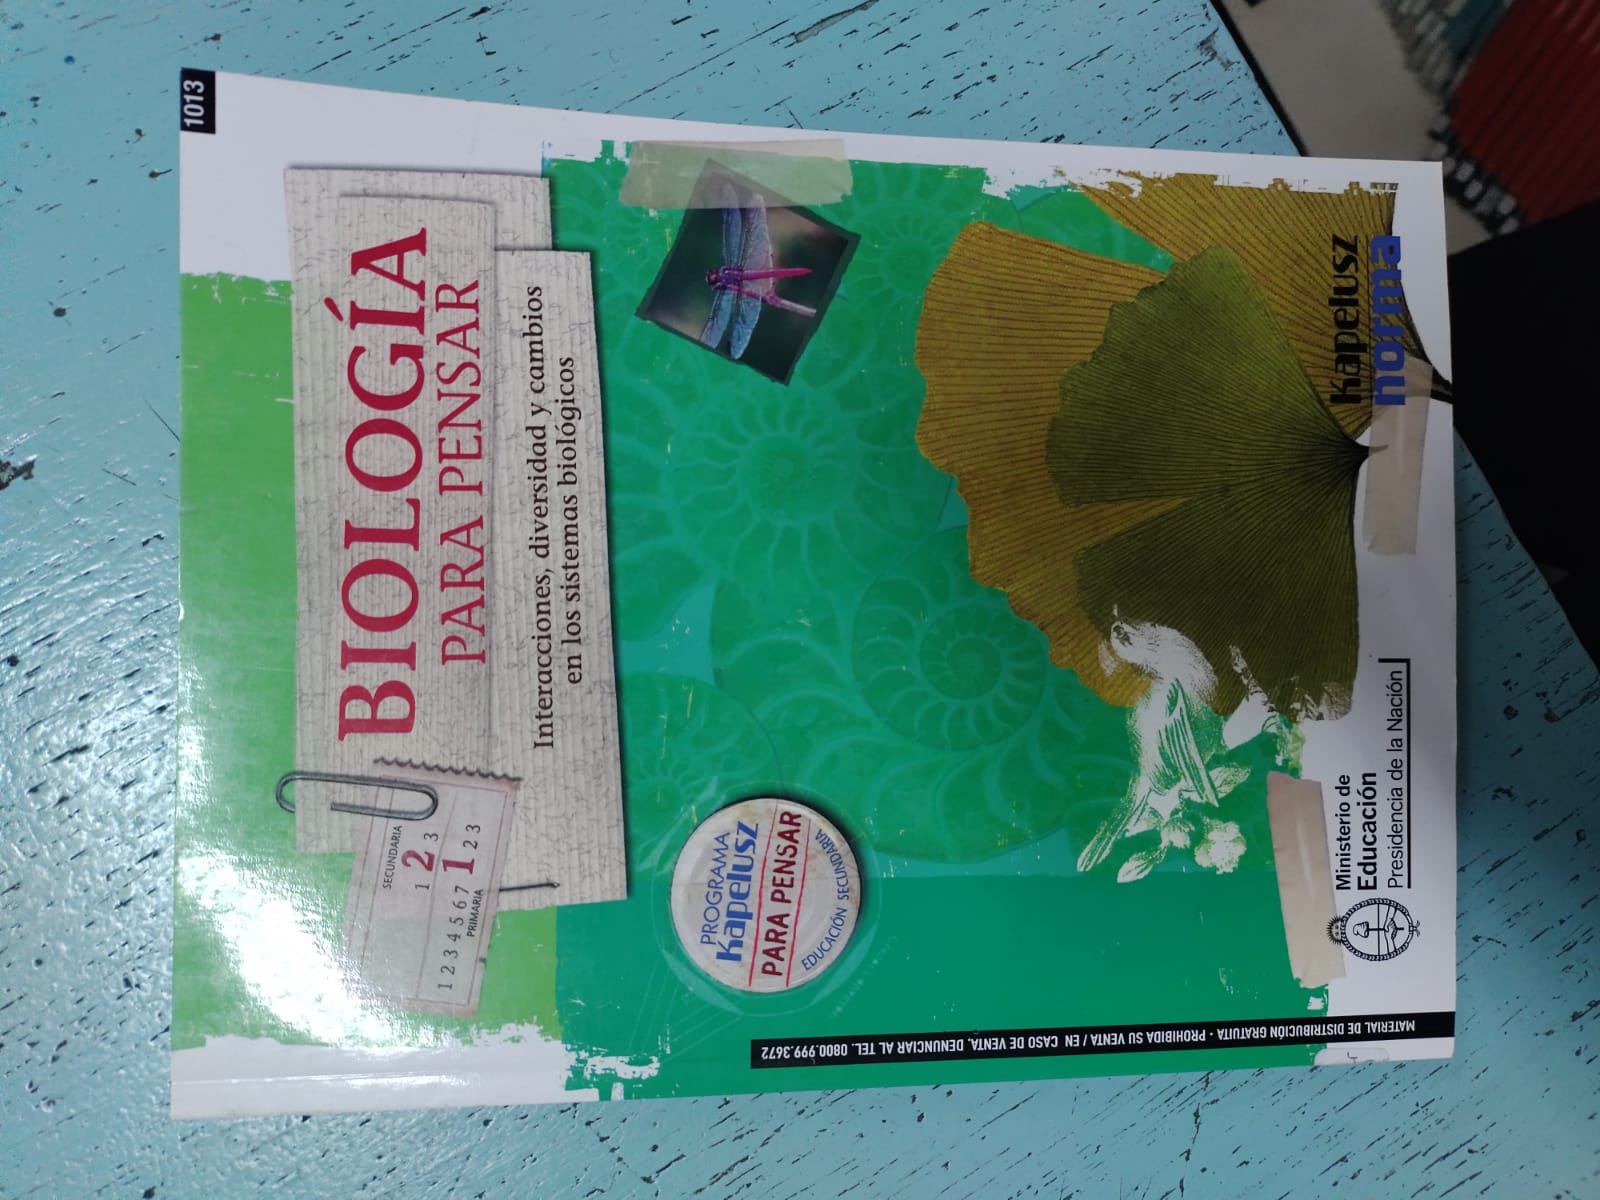 1013
BIOLOGÍA
PARA PENSAR
Interacciones, diversidad y cambios
en los sistemas biológicos
SECUNDARIA
1 2 3
1 2 3 4 5 6 7 1 2 3
PRIMARIA
PROGRAMA
Kapelusz
PARA PENSAR
EDUCACIÓN SECUNDARIA
MATERIAL DE DISTRIBUCIÓN GRATUITA - PROHIBIDA SU VENTA / EN CASO DE VENTA, DENUNCIAR AL TEL. 0800.999.3672
Ministerio de
Educación
Presidencia de la Nación
Kapelusz
norma